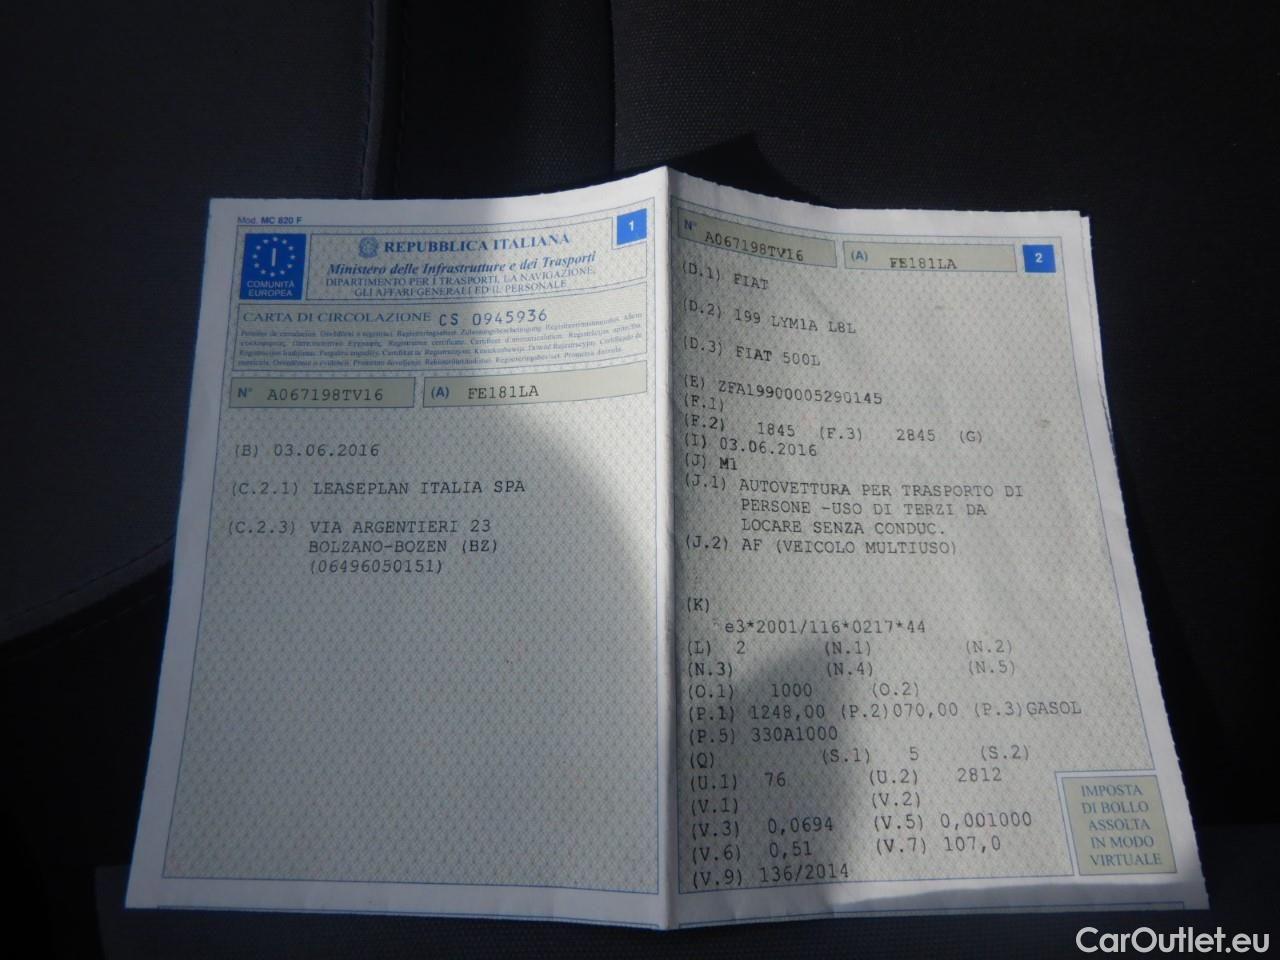 Mod. MC 820 F
1
I
COMUNITÀ
EUROPEA
REPUBBLICA ITALIANA
Ministero delle Infrastrutture e dei Trasporti
DIPARTIMENTO PER I TRASPORTI, LA NAVIGAZIONE,
GLI AFFARI GENERALI ED IL PERSONALE
CARTA DI CIRCOLAZIONE CS 0945936
N° A067198TV16
(A) FE181LA
(B) 03.06.2016
(C.2.1) LEASEPLAN ITALIA SPA
(C.2.3) VIA ARGENTIERI 23
BOLZANO-BOZEN (BZ)
(06496050151)
N° A067198TV16
(A) FE181LA
2
(D.1) FIAT
(D.2) 199 LYM1A L8L
(D.3) FIAT 500L
(E) ZFA19900005290145
(F.1)
(F.2) 1845 (F.3) 2845 (G)
(I) 03.06.2016
(J) M1
(J.1) AUTOVETTURA PER TRASPORTO DI
PERSONE -USO DI TERZI DA
LOCARE SENZA CONDUC.
(J.2) AF (VEICOLO MULTIUSO)
(K)
e3*2001/116*0217*44
(L) 2 (N.1) (N.2)
(N.3) (N.4) (N.5)
(O.1) 1000 (O.2)
(P.1) 1248,00 (P.2)070,00 (P.3)GASOL
(P.5) 330A1000
(Q) (S.1) 5 (S.2)
(U.1) 76 (U.2) 2812
(V.1) (V.2)
(V.3) 0,0694 (V.5) 0,001000
(V.6) 0,51 (V.7) 107,0
(V.9) 136/2014
IMPOSTA
DI BOLLO
ASSOLTA
IN MODO
VIRTUALE
CarOutlet.eu